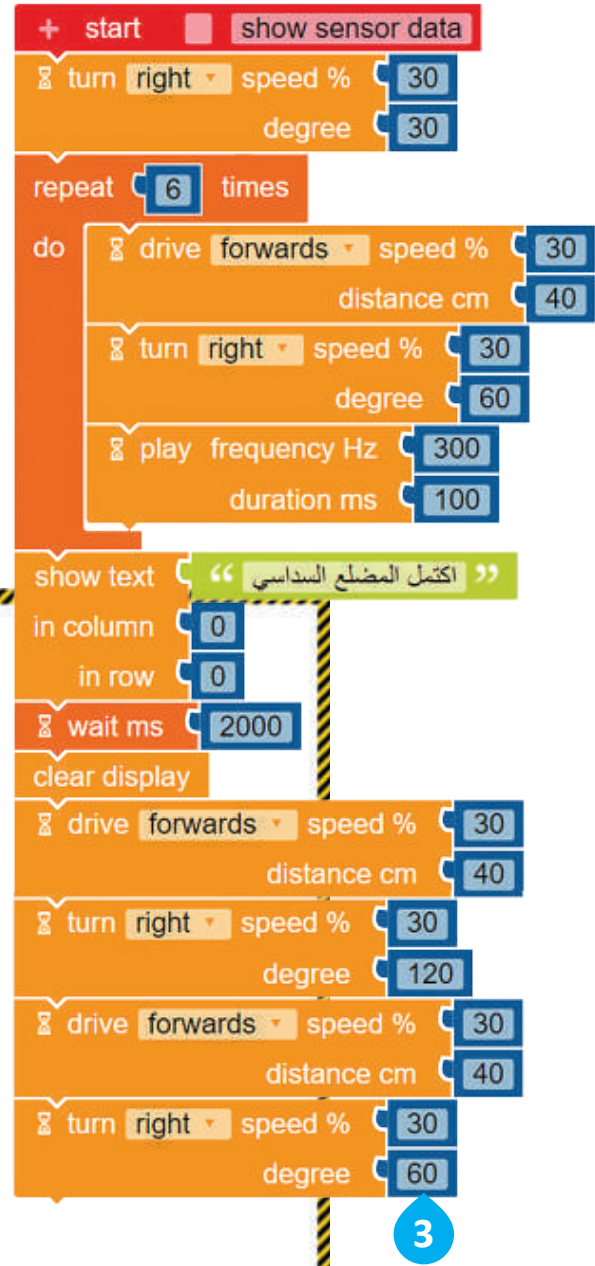 + start show sensor data
turn right speed % 30
degree 30
repeat 6 times
do drive forwards speed % 30
distance cm 40
turn right speed % 30
degree 60
play frequency Hz 300
duration ms 100
show text “ اكتمل المضلع السداسي ”
in column 0
in row 0
wait ms 2000
clear display
drive forwards speed % 30
distance cm 40
turn right speed % 30
degree 120
drive forwards speed % 30
distance cm 40
turn right speed % 30
degree 60
3